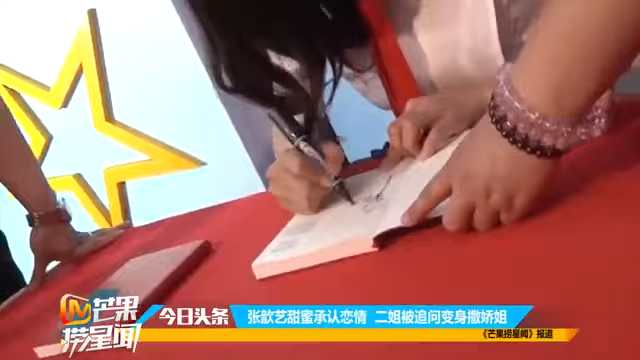 芒果
捞星闻
今日头条
张歆艺甜蜜承认恋情 二姐被追问变身撒娇姐
《芒果捞星闻》报道